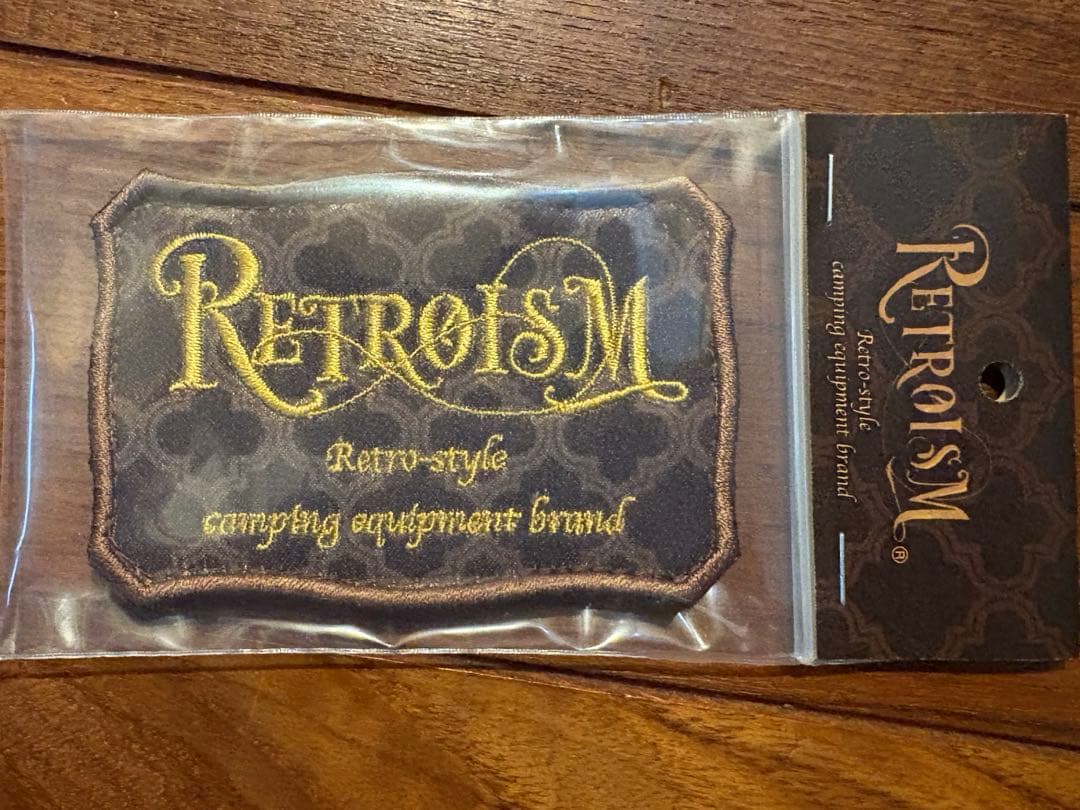 RETROISM
Retro-style
camping equipment brand
RETROISM®
Retro-style
camping equipment brand